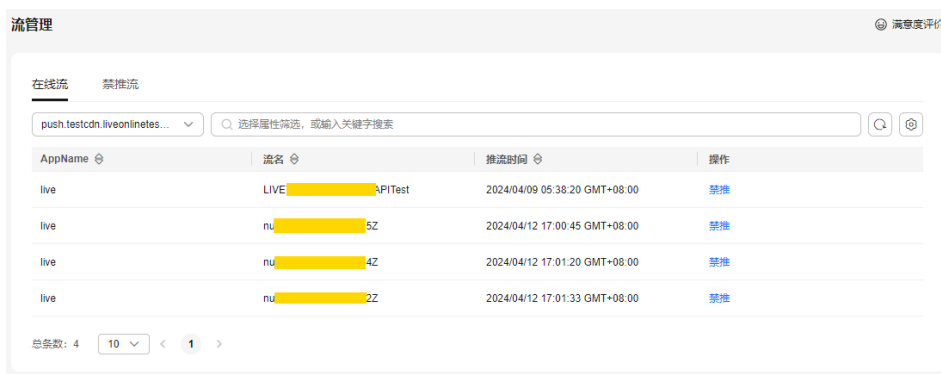 流管理
满意度评价
在线流 禁推流
push.testcdn.liveonlinetes... 选择属性筛选，或输入关键字搜索
AppName 流名 推流时间 操作
live LIVE APITest 2024/04/09 05:38:20 GMT+08:00 禁推
live nu 5Z 2024/04/12 17:00:45 GMT+08:00 禁推
live nu 4Z 2024/04/12 17:01:20 GMT+08:00 禁推
live nu 2Z 2024/04/12 17:01:33 GMT+08:00 禁推
总条数：4 10 < 1 >